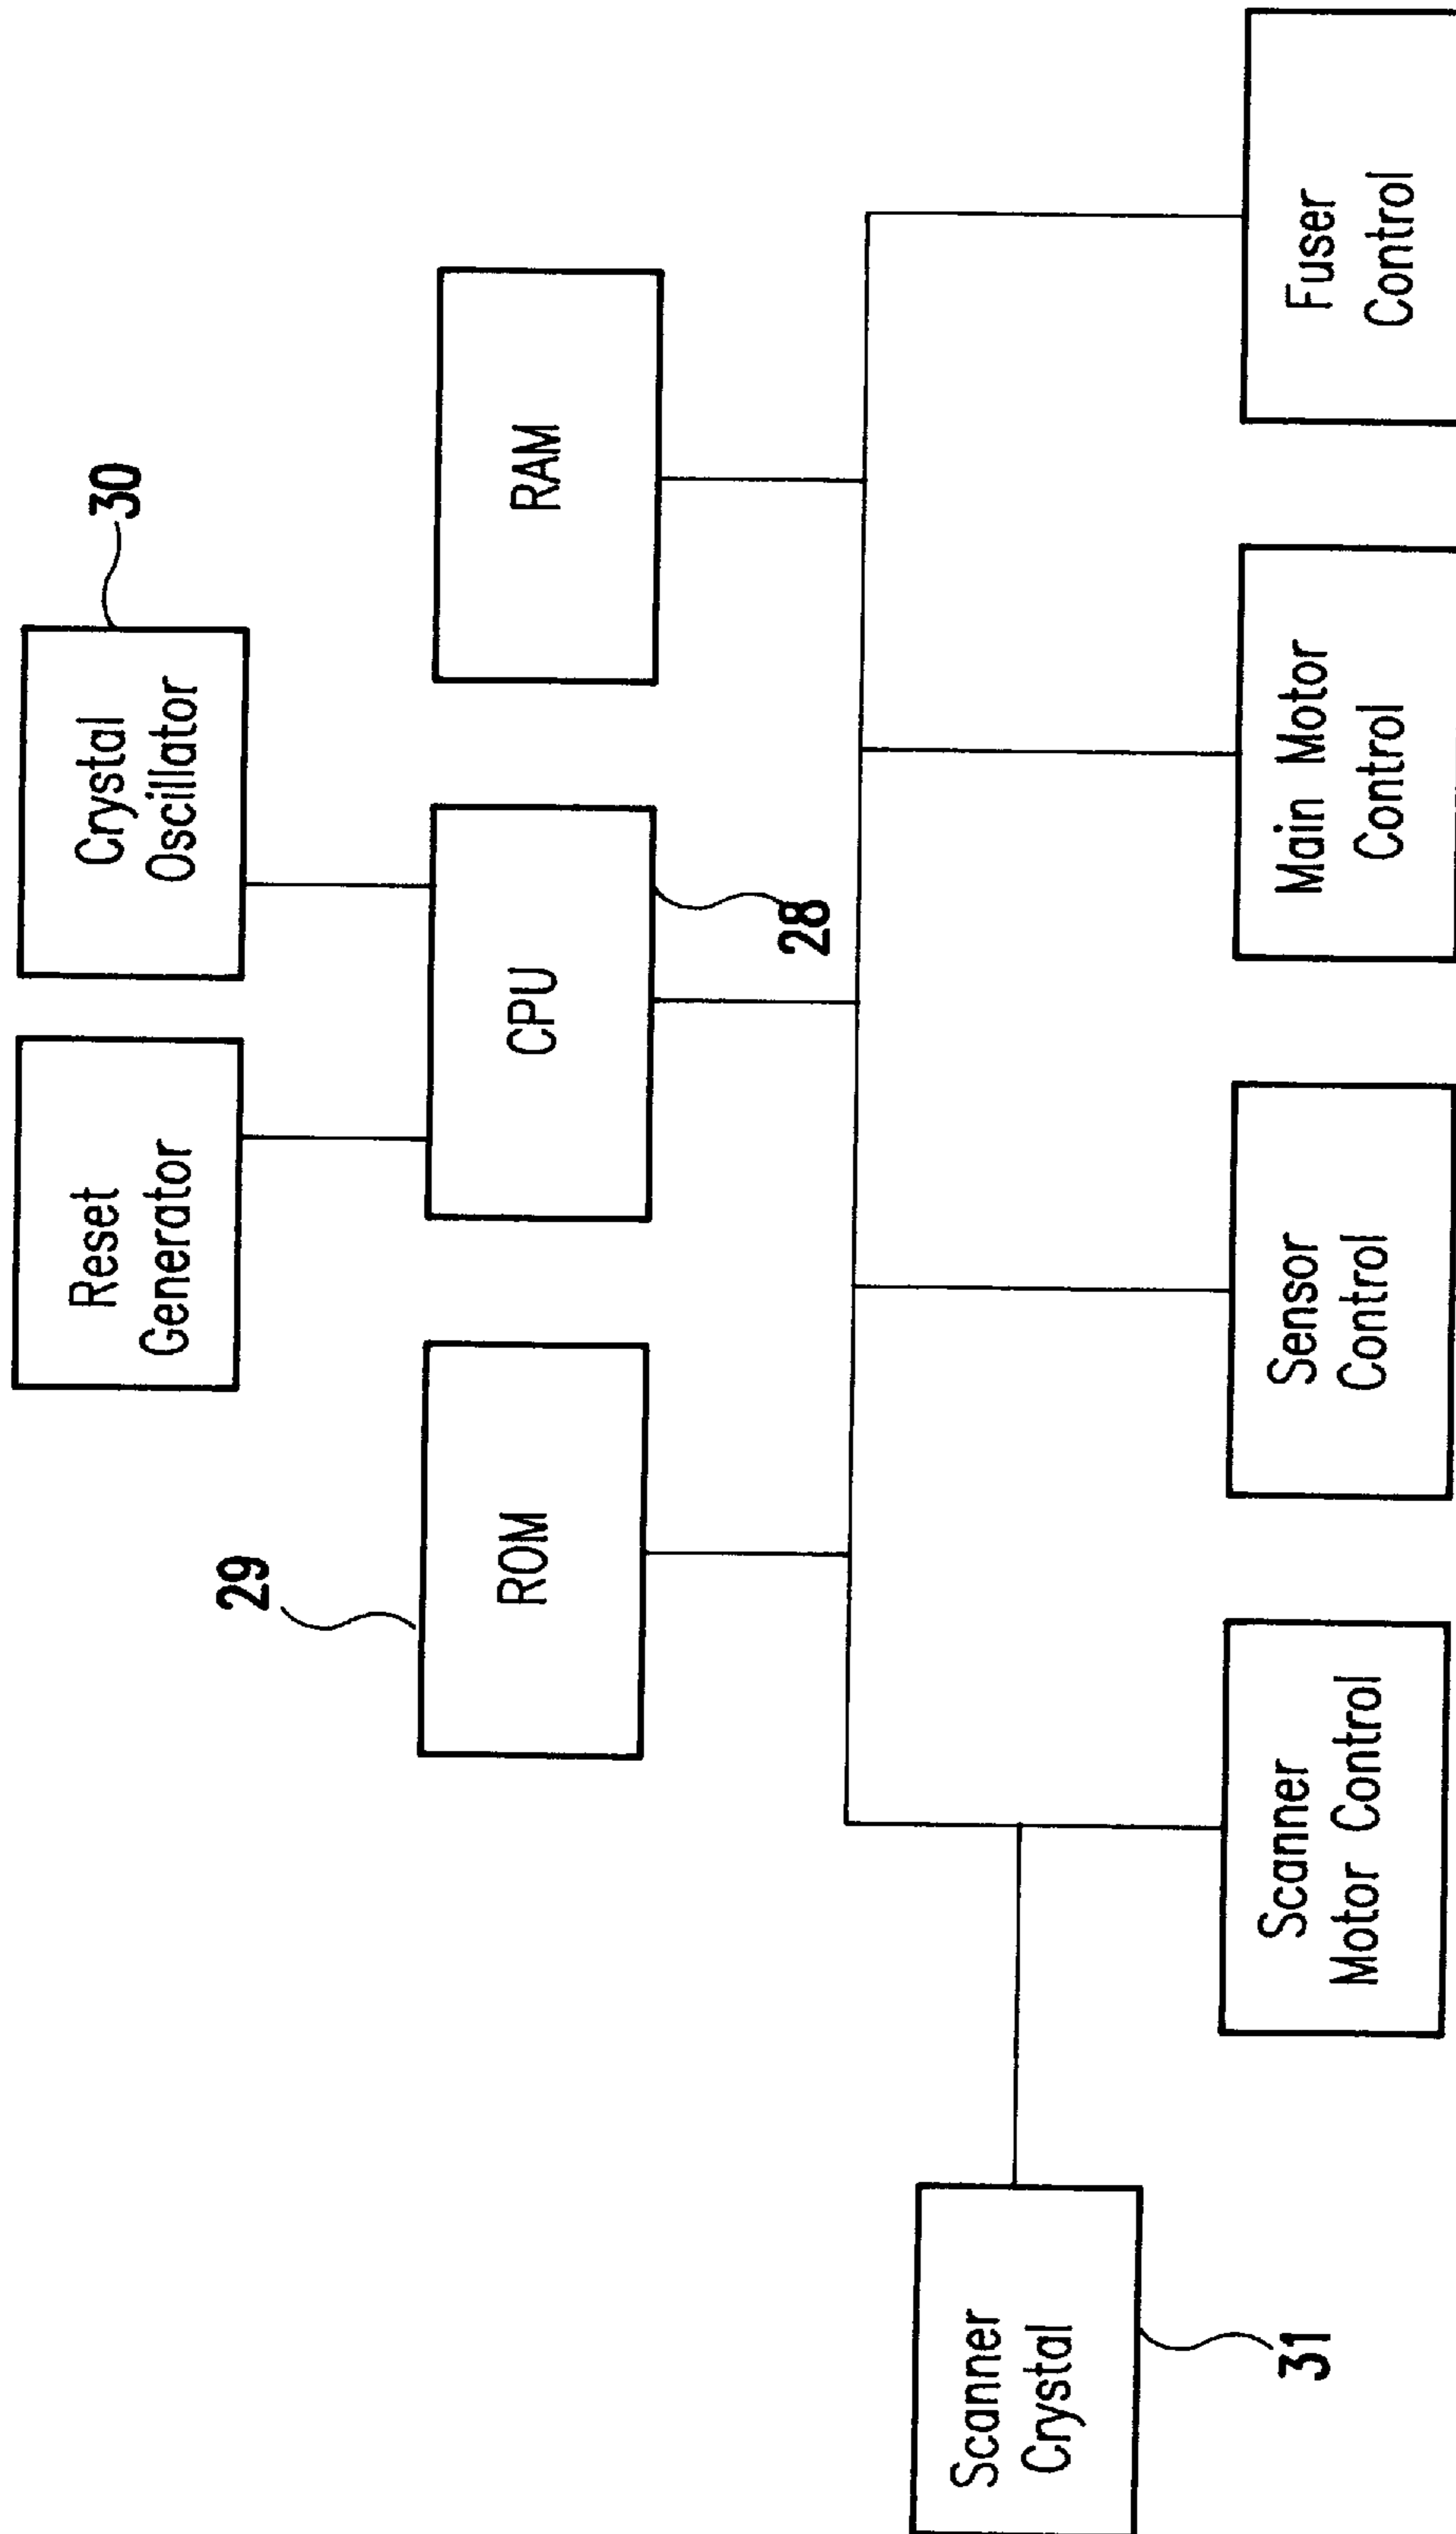 Reset
Generator
Crystal
Oscillator
30
29
ROM
CPU
28
RAM
Scanner
Crystal
31
Scanner
Motor Control
Sensor
Control
Main Motor
Control
Fuser
Control